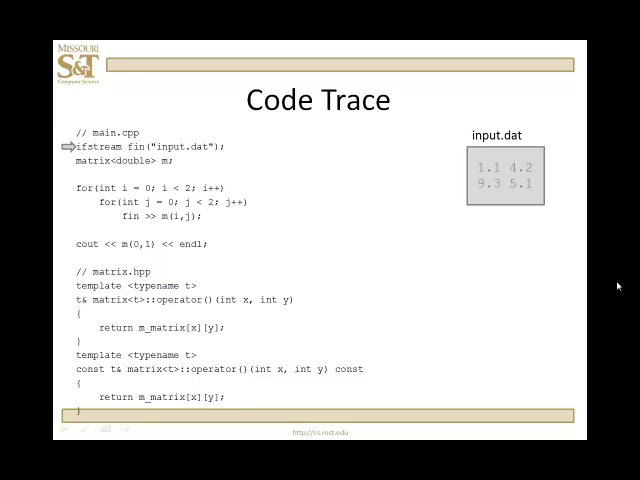 MISSOURI
S&T
Computer Science
Code Trace
// main.cpp
ifstream fin("input.dat");
matrix<double> m;
for(int i = 0; i < 2; i++)
for(int j = 0; j < 2; j++)
fin >> m(i,j);
cout << m(0,1) << endl;
// matrix.hpp
template <typename t>
t& matrix<t>::operator()(int x, int y)
{
return m_matrix[x][y];
}
template <typename t>
const t& matrix<t>::operator()(int x, int y) const
{
return m_matrix[x][y];
}
input.dat
1.1 4.2
9.3 5.1
http://cs.mst.edu